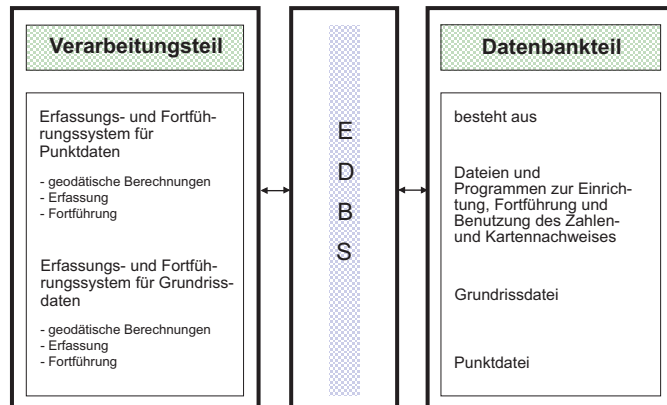 Verarbeitungsteil
Erfassungs- und Fortfüh-
rungssystem für
Punktdaten
- geodätische Berechnungen
- Erfassung
- Fortführung
Erfassungs- und Fortfüh-
rungssystem für Grundriss-
daten
- geodätische Berechnungen
- Erfassung
- Fortführung
E
D
B
S
Datenbankteil
besteht aus
Dateien und
Programmen zur Einrich-
tung, Fortführung und
Benutzung des Zahlen-
und Kartennachweises
Grundrissdatei
Punktdatei